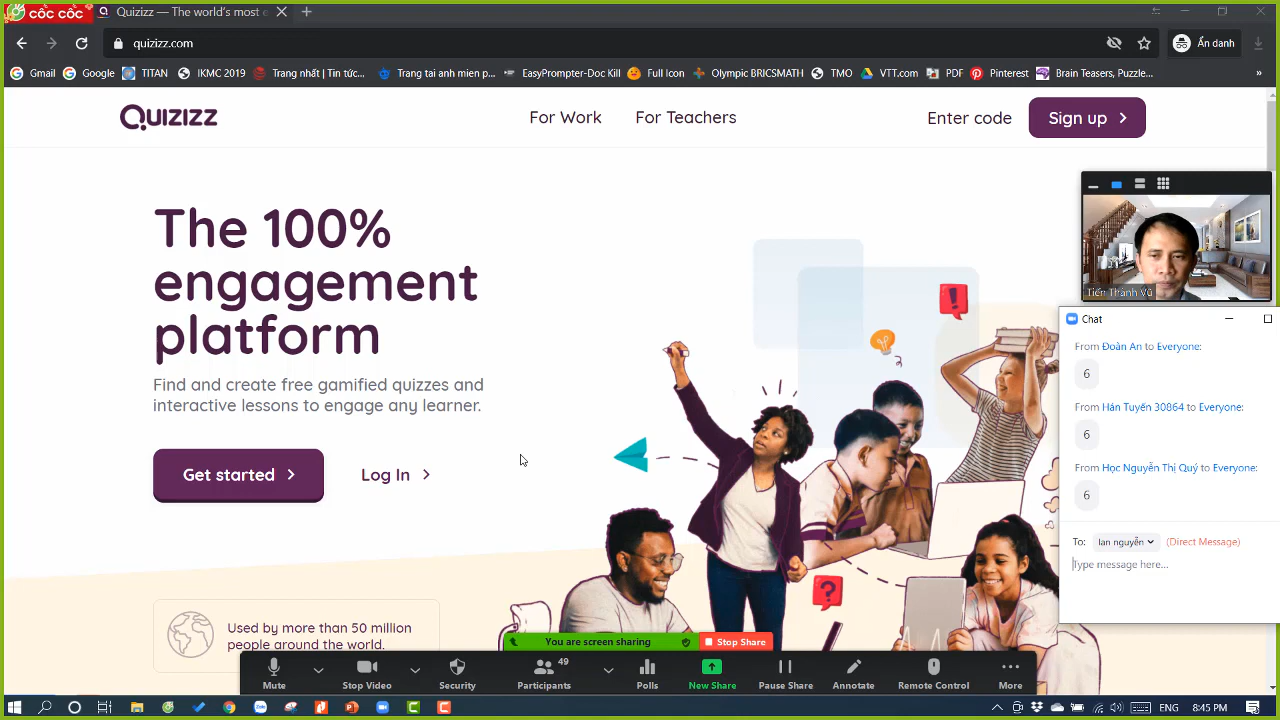 cốc cốc
Quizizz — The world's most e
quizizz.com
Ẩn danh
Gmail
Google
TITAN
IKMC 2019
Trang nhất | Tin tức...
Trang tai anh mien p...
EasyPrompter-Doc Kill
Full Icon
Olympic BRICSMATH
TMO
VTT.com
PDF
Pinterest
Brain Teasers, Puzzle...
»
QUIZIZZ
For Work
For Teachers
Enter code
Sign up
The 100%
engagement
platform
Find and create free gamified quizzes and
interactive lessons to engage any learner.
Get started
Log In
Used by more than 50 million
people around the world.
Tiến Thành Vũ
Chat
From Đoàn An to Everyone:
6
From Hán Tuyến 30864 to Everyone:
6
From Học Nguyễn Thị Quý to Everyone:
6
To: lan nguyễn (Direct Message)
Type message here...
You are screen sharing
Stop Share
Mute
Stop Video
Security
49
Participants
Polls
New Share
Pause Share
Annotate
Remote Control
More
8:45 PM